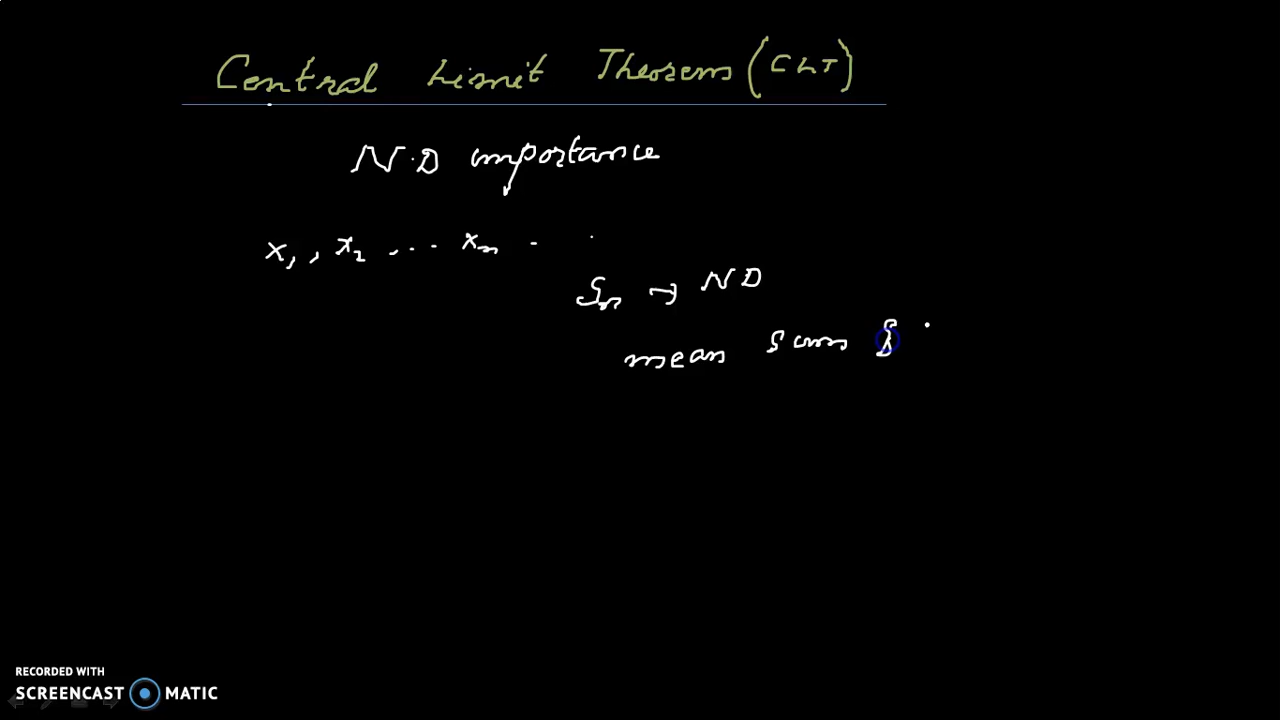 Central Limit Theorem (CLT)
N.D importance
x₁, x₂ ... xₙ - .
Sₙ → ND
mean sum
RECORDED WITH
SCREENCAST MATIC